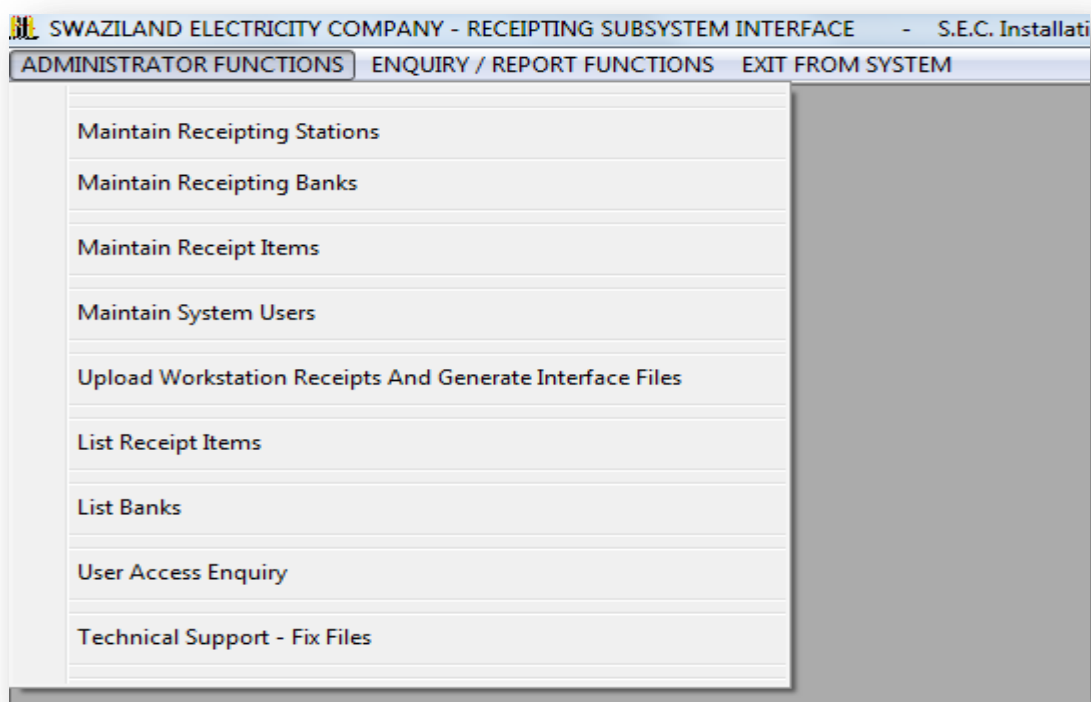 SWAZILAND ELECTRICITY COMPANY - RECEIPTING SUBSYSTEM INTERFACE - S.E.C. Installati
ADMINISTRATOR FUNCTIONS ENQUIRY / REPORT FUNCTIONS EXIT FROM SYSTEM
Maintain Receipting Stations
Maintain Receipting Banks
Maintain Receipt Items
Maintain System Users
Upload Workstation Receipts And Generate Interface Files
List Receipt Items
List Banks
User Access Enquiry
Technical Support - Fix Files